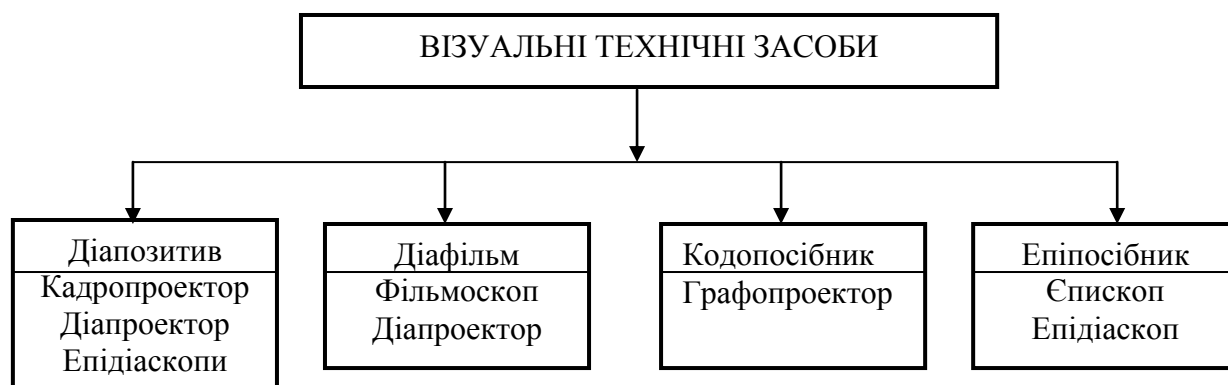 ВІЗУАЛЬНІ ТЕХНІЧНІ ЗАСОБИ
Діапозитив
Кадропроектор
Діапроектор
Епідіаскопи
Діафільм
Фільмоскоп
Діапроектор
Кодопосібник
Графопроектор
Епіпосібник
Єпископ
Епідіаскоп